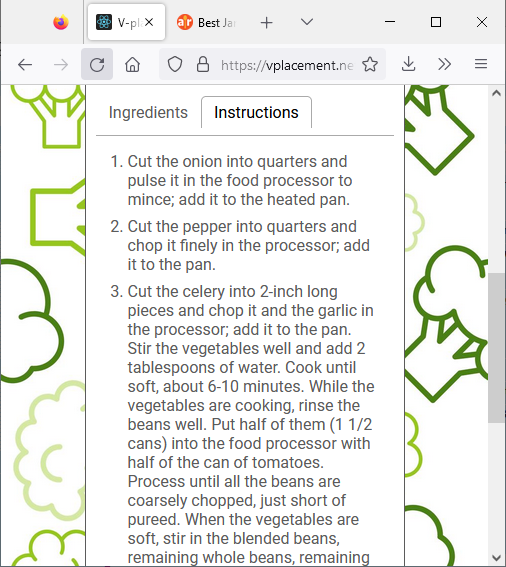 V-pl
Best Ja
https://vplacement.ne
Ingredients
Instructions
1. Cut the onion into quarters and
pulse it in the food processor to
mince; add it to the heated pan.
2. Cut the pepper into quarters and
chop it finely in the processor; add
it to the pan.
3. Cut the celery into 2-inch long
pieces and chop it and the garlic in
the processor; add it to the pan.
Stir the vegetables well and add 2
tablespoons of water. Cook until
soft, about 6-10 minutes. While the
vegetables are cooking, rinse the
beans well. Put half of them (1 1/2
cans) into the food processor with
half of the can of tomatoes.
Process until all the beans are
coarsely chopped, just short of
pureed. When the vegetables are
soft, stir in the blended beans,
remaining whole beans, remaining